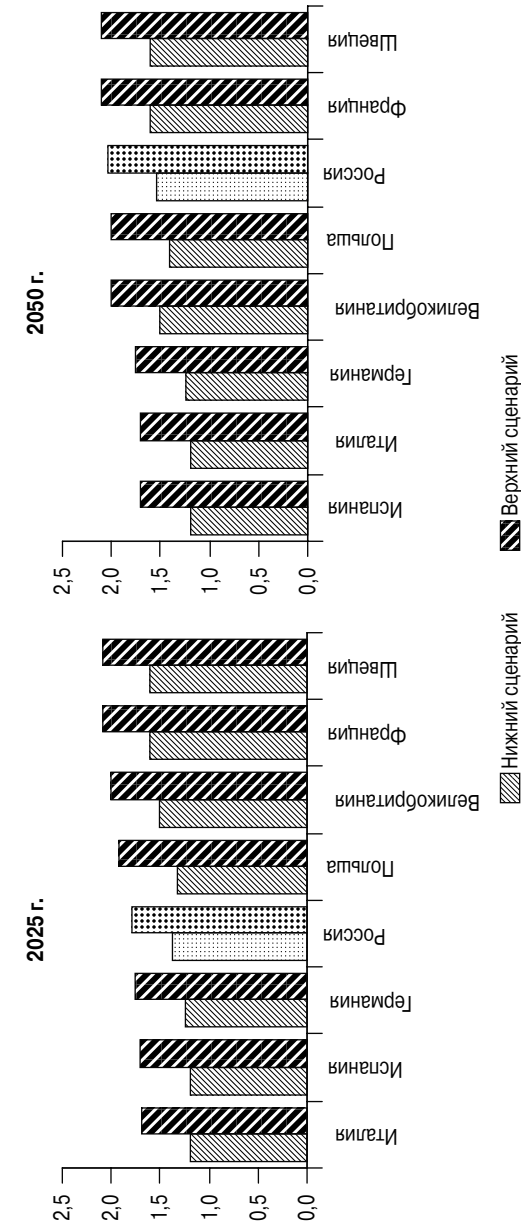 2025 г.
2,5
2,0
1,5
1,0
0,5
0,0
Италия
Испания
Германия
Россия
Польша
Великобритания
Франция
Швеция
2050 г.
2,5
2,0
1,5
1,0
0,5
0,0
Испания
Италия
Германия
Великобритания
Польша
Россия
Франция
Швеция
Нижний сценарий
Верхний сценарий